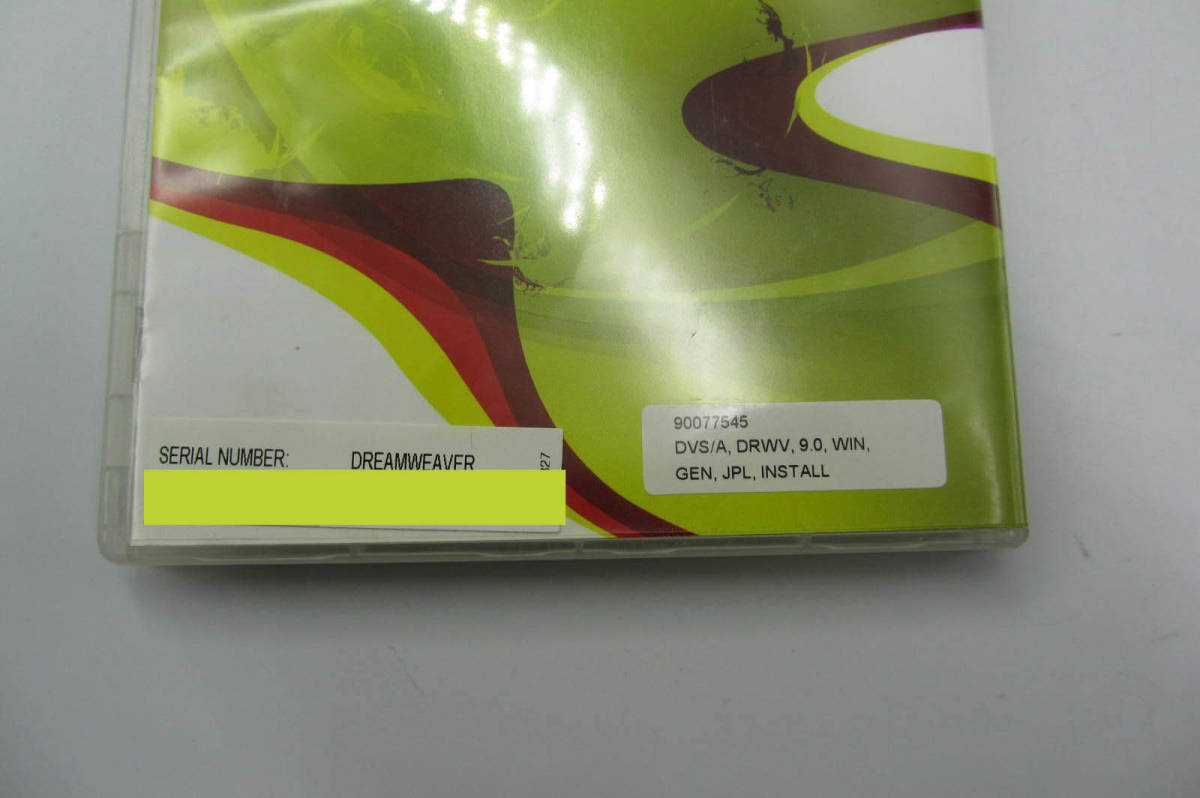 SERIAL NUMBER: DREAMWEAVER
90077545
DVS/A, DRWV, 9.0, WIN,
GEN, JPL, INSTALL